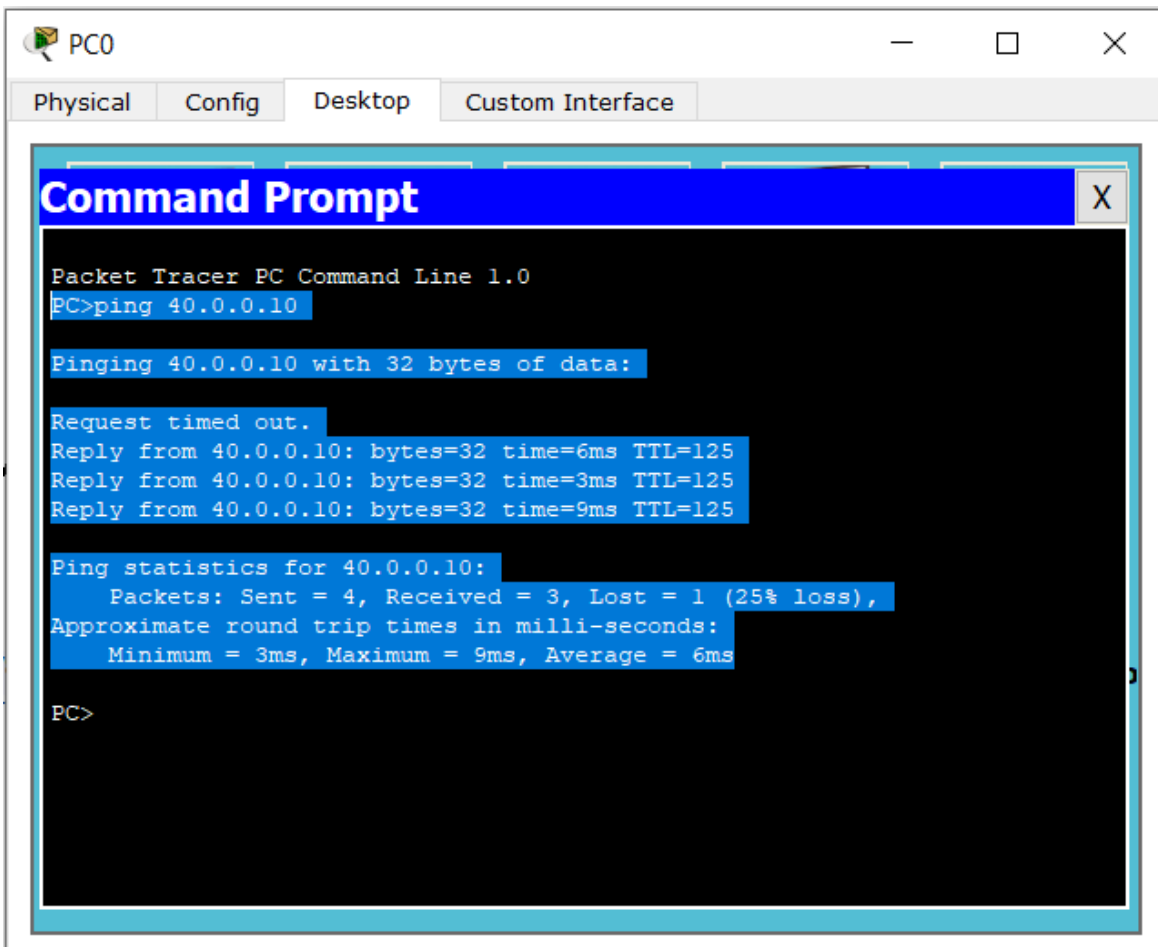 PC0
Physical Config Desktop Custom Interface
Command Prompt X
Packet Tracer PC Command Line 1.0
PC>ping 40.0.0.10
Pinging 40.0.0.10 with 32 bytes of data:
Request timed out.
Reply from 40.0.0.10: bytes=32 time=6ms TTL=125
Reply from 40.0.0.10: bytes=32 time=3ms TTL=125
Reply from 40.0.0.10: bytes=32 time=9ms TTL=125
Ping statistics for 40.0.0.10:
Packets: Sent = 4, Received = 3, Lost = 1 (25% loss),
Approximate round trip times in milli-seconds:
Minimum = 3ms, Maximum = 9ms, Average = 6ms
PC>